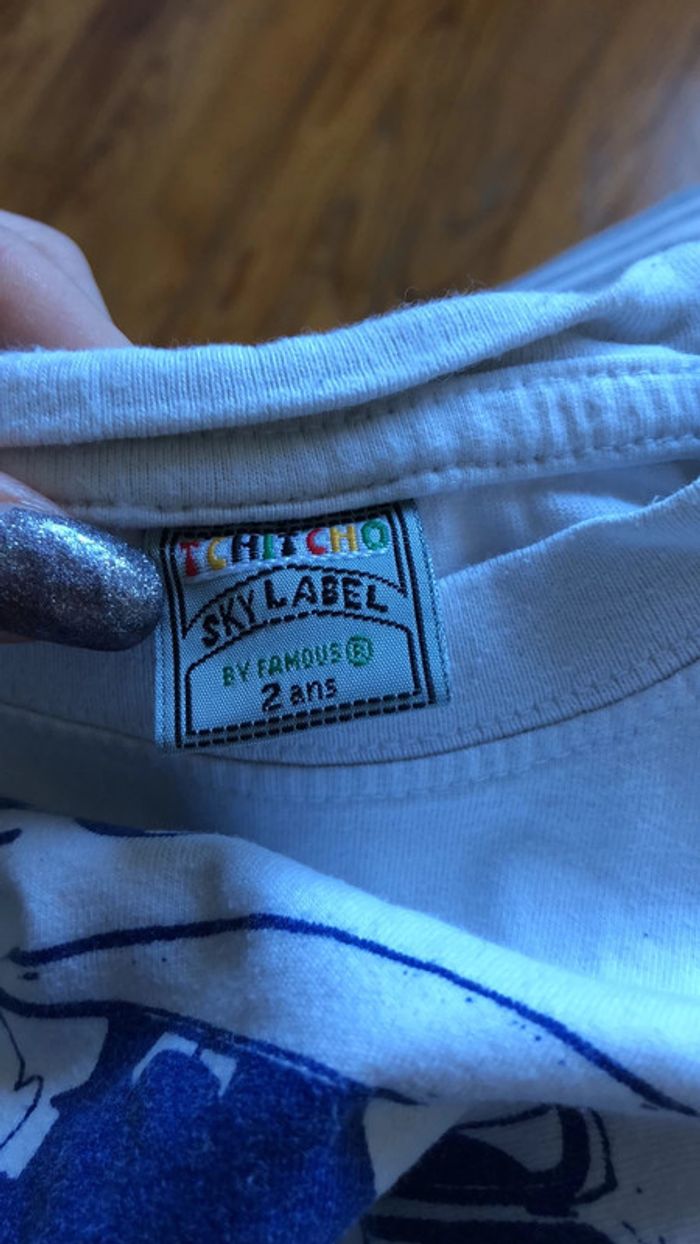 TCHITCHO
SKY LABEL
BY FAMOUS ®
2 ans